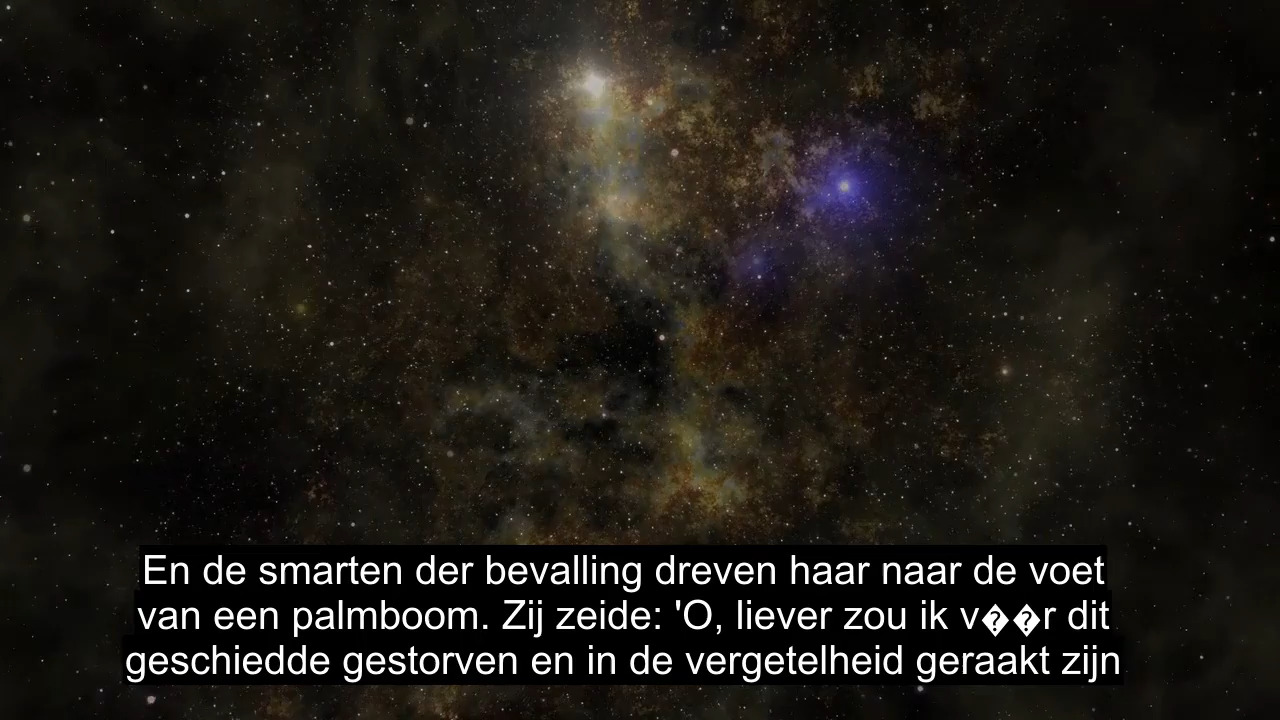 En de smarten der bevalling dreven haar naar de voet
van een palmboom. Zij zeide: 'O, liever zou ik v��r dit
geschiedde gestorven en in de vergetelheid geraakt zijn